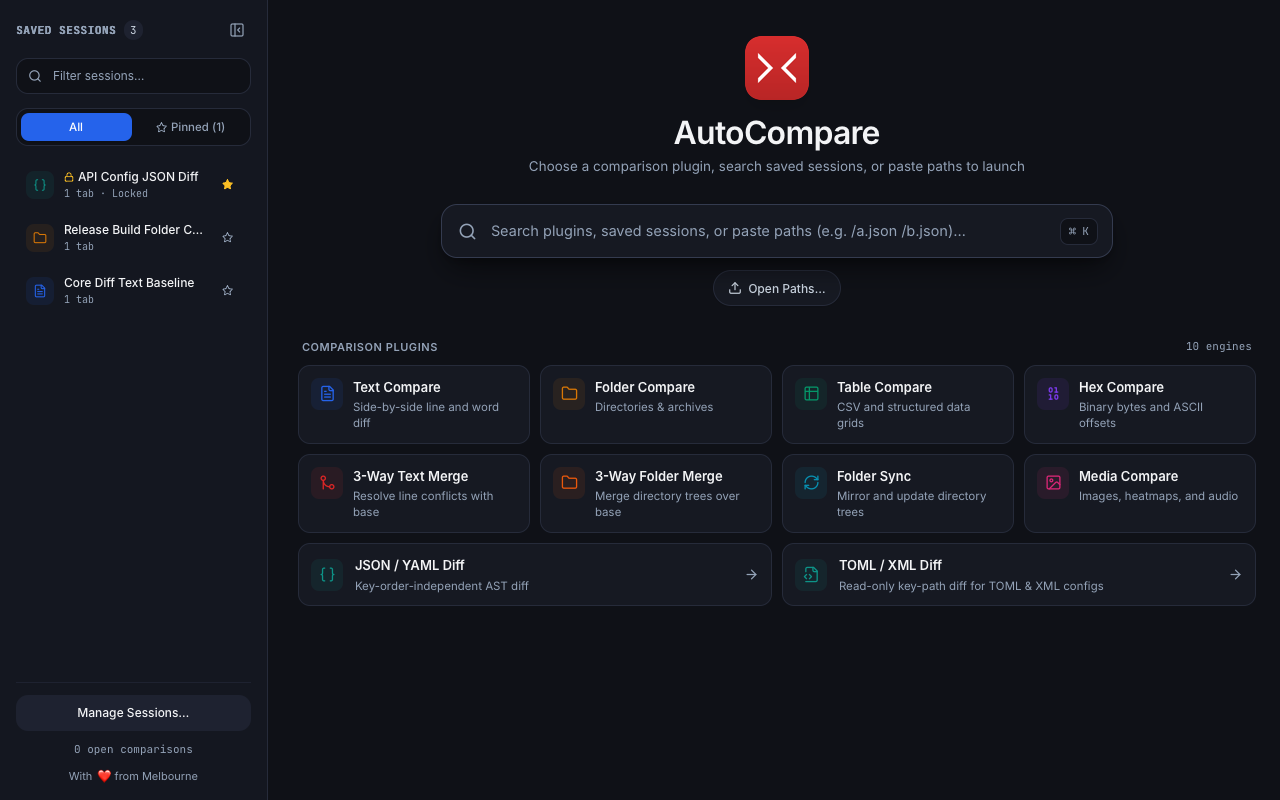 SAVED SESSIONS 3
Filter sessions...
All
Pinned (1)
API Config JSON Diff
1 tab · Locked
Release Build Folder C...
1 tab
Core Diff Text Baseline
1 tab
Manage Sessions...
0 open comparisons
With ❤️ from Melbourne
AutoCompare
Choose a comparison plugin, search saved sessions, or paste paths to launch
Search plugins, saved sessions, or paste paths (e.g. /a.json /b.json)...
⌘ K
Open Paths...
COMPARISON PLUGINS
10 engines
Text Compare
Side-by-side line and word
diff
Folder Compare
Directories & archives
Table Compare
CSV and structured data
grids
01
10
Hex Compare
Binary bytes and ASCII
offsets
3-Way Text Merge
Resolve line conflicts with
base
3-Way Folder Merge
Merge directory trees over
base
Folder Sync
Mirror and update directory
trees
Media Compare
Images, heatmaps, and audio
JSON / YAML Diff
Key-order-independent AST diff
TOML / XML Diff
Read-only key-path diff for TOML & XML configs